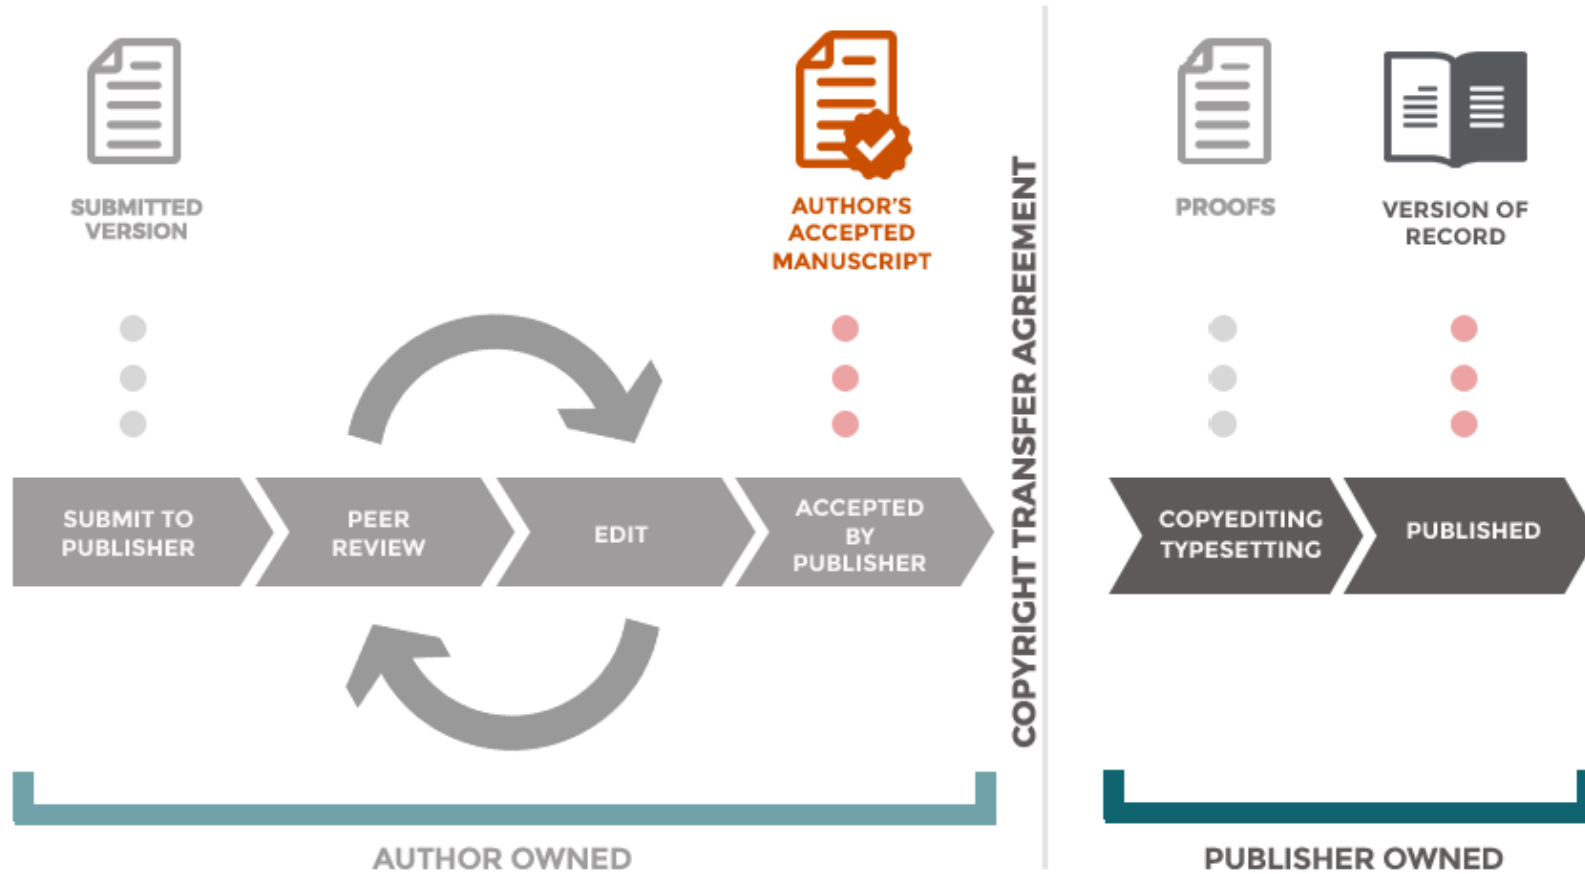 SUBMITTED
VERSION
AUTHOR'S
ACCEPTED
MANUSCRIPT
COPYRIGHT TRANSFER AGREEMENT
PROOFS
VERSION OF
RECORD
SUBMIT TO
PUBLISHER
PEER
REVIEW
EDIT
ACCEPTED
BY
PUBLISHER
COPYEDITING
TYPESETTING
PUBLISHED
AUTHOR OWNED
PUBLISHER OWNED